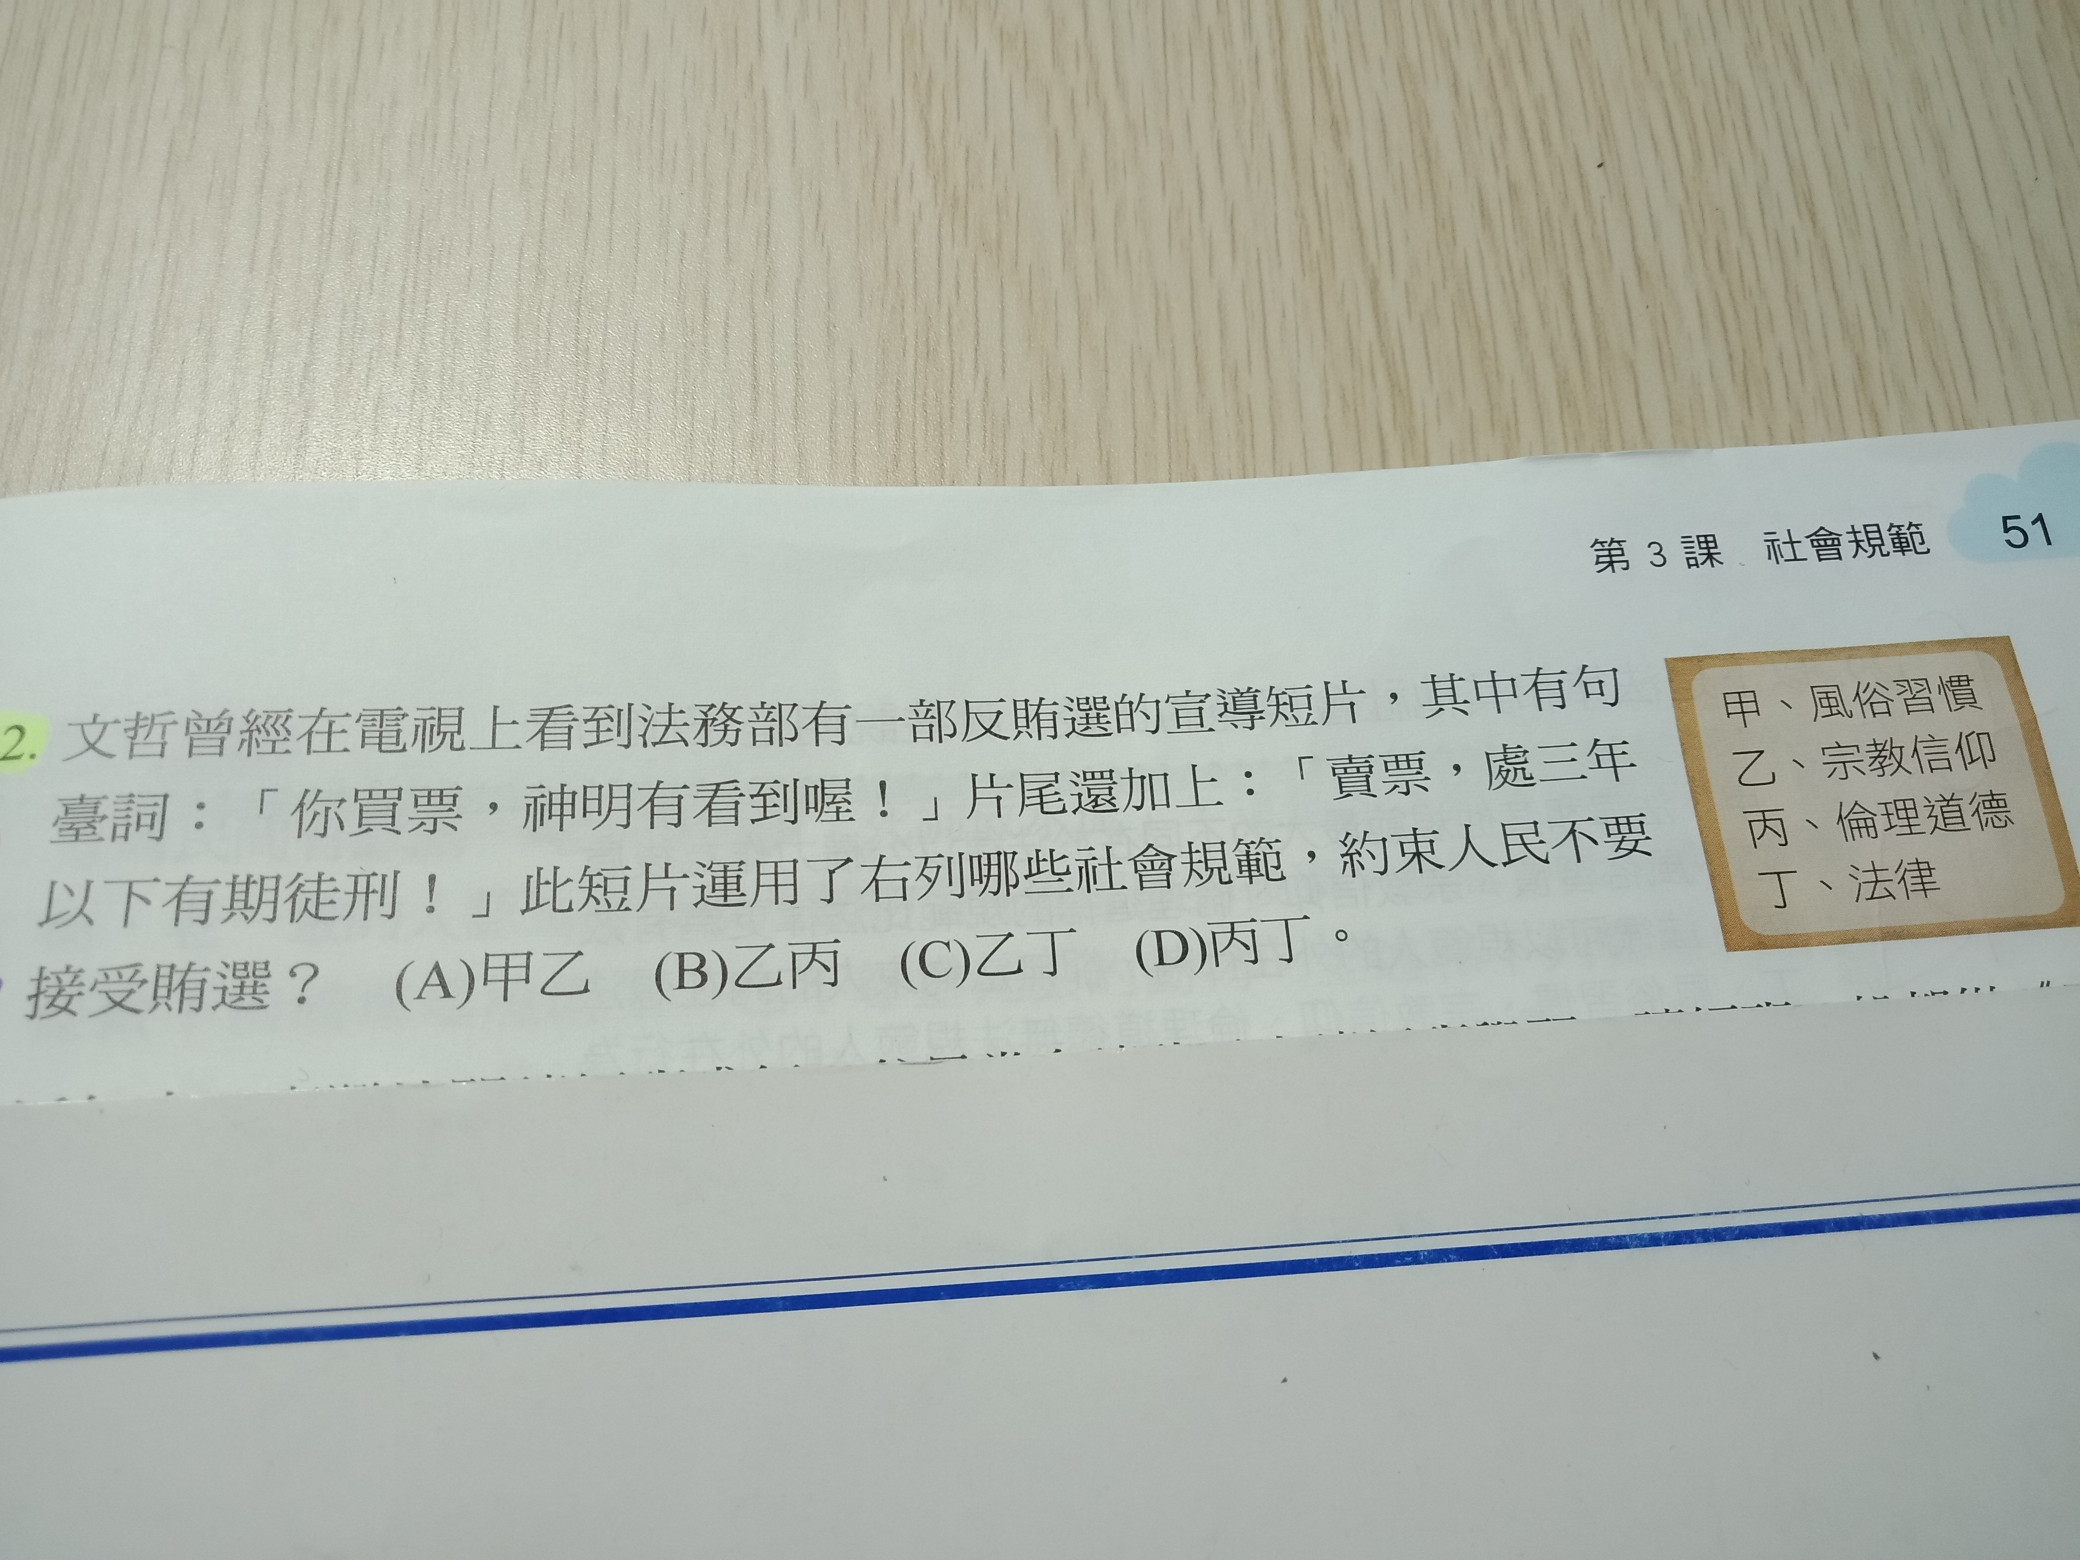 第 3 課 社會規範 51
2. 文哲曾經在電視上看到法務部有一部反賄選的宣導短片，其中有句
臺詞：「你買票，神明有看到喔！」片尾還加上：「賣票，處三年
以下有期徒刑！」此短片運用了右列哪些社會規範，約束人民不要
接受賄選？ (A)甲乙 (B)乙丙 (C)乙丁 (D)丙丁。
甲、風俗習慣
乙、宗教信仰
丙、倫理道德
丁、法律